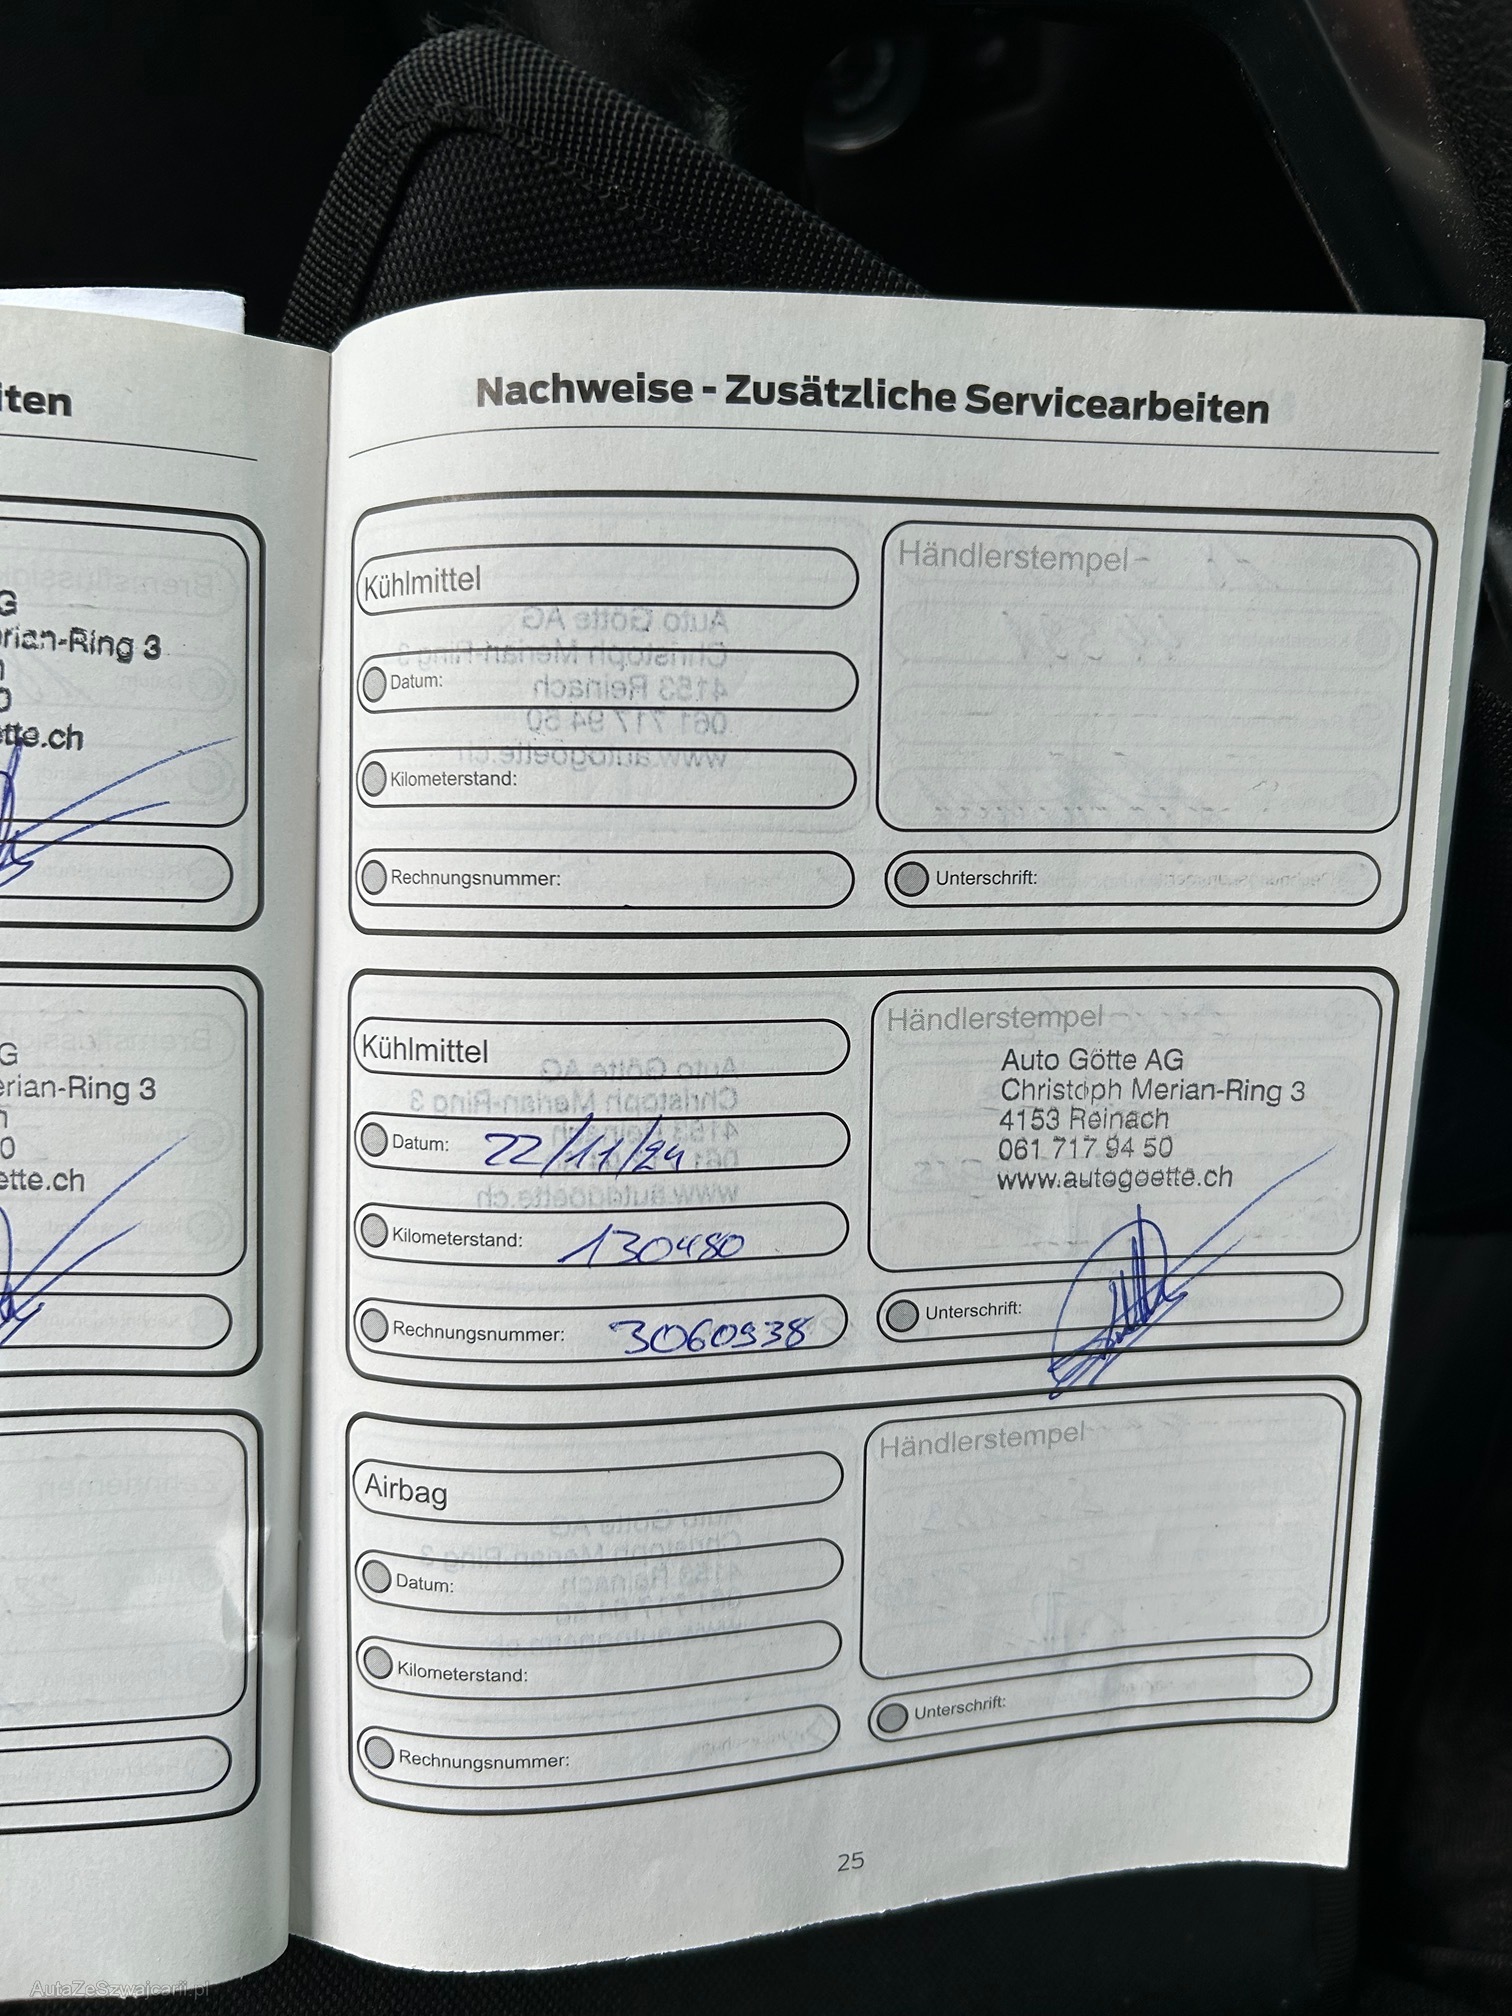 iten
G
rian-Ring 3
0
ette.ch
G
erian-Ring 3
0
ette.ch
Nachweise - Zusätzliche Servicearbeiten
Kühlmittel
Händlerstempel
Datum:
Kilometerstand:
Rechnungsnummer:
Unterschrift:
Kühlmittel
Händlerstempel
Auto Götte AG
Christoph Merian-Ring 3
4153 Reinach
061 717 94 50
www.autogoette.ch
Datum: 22/11/24
Kilometerstand: 130480
Rechnungsnummer: 3060938
Unterschrift:
Airbag
Händlerstempel
Datum:
Kilometerstand:
Rechnungsnummer:
Unterschrift:
25
AutaZeSzwajcarii.pl